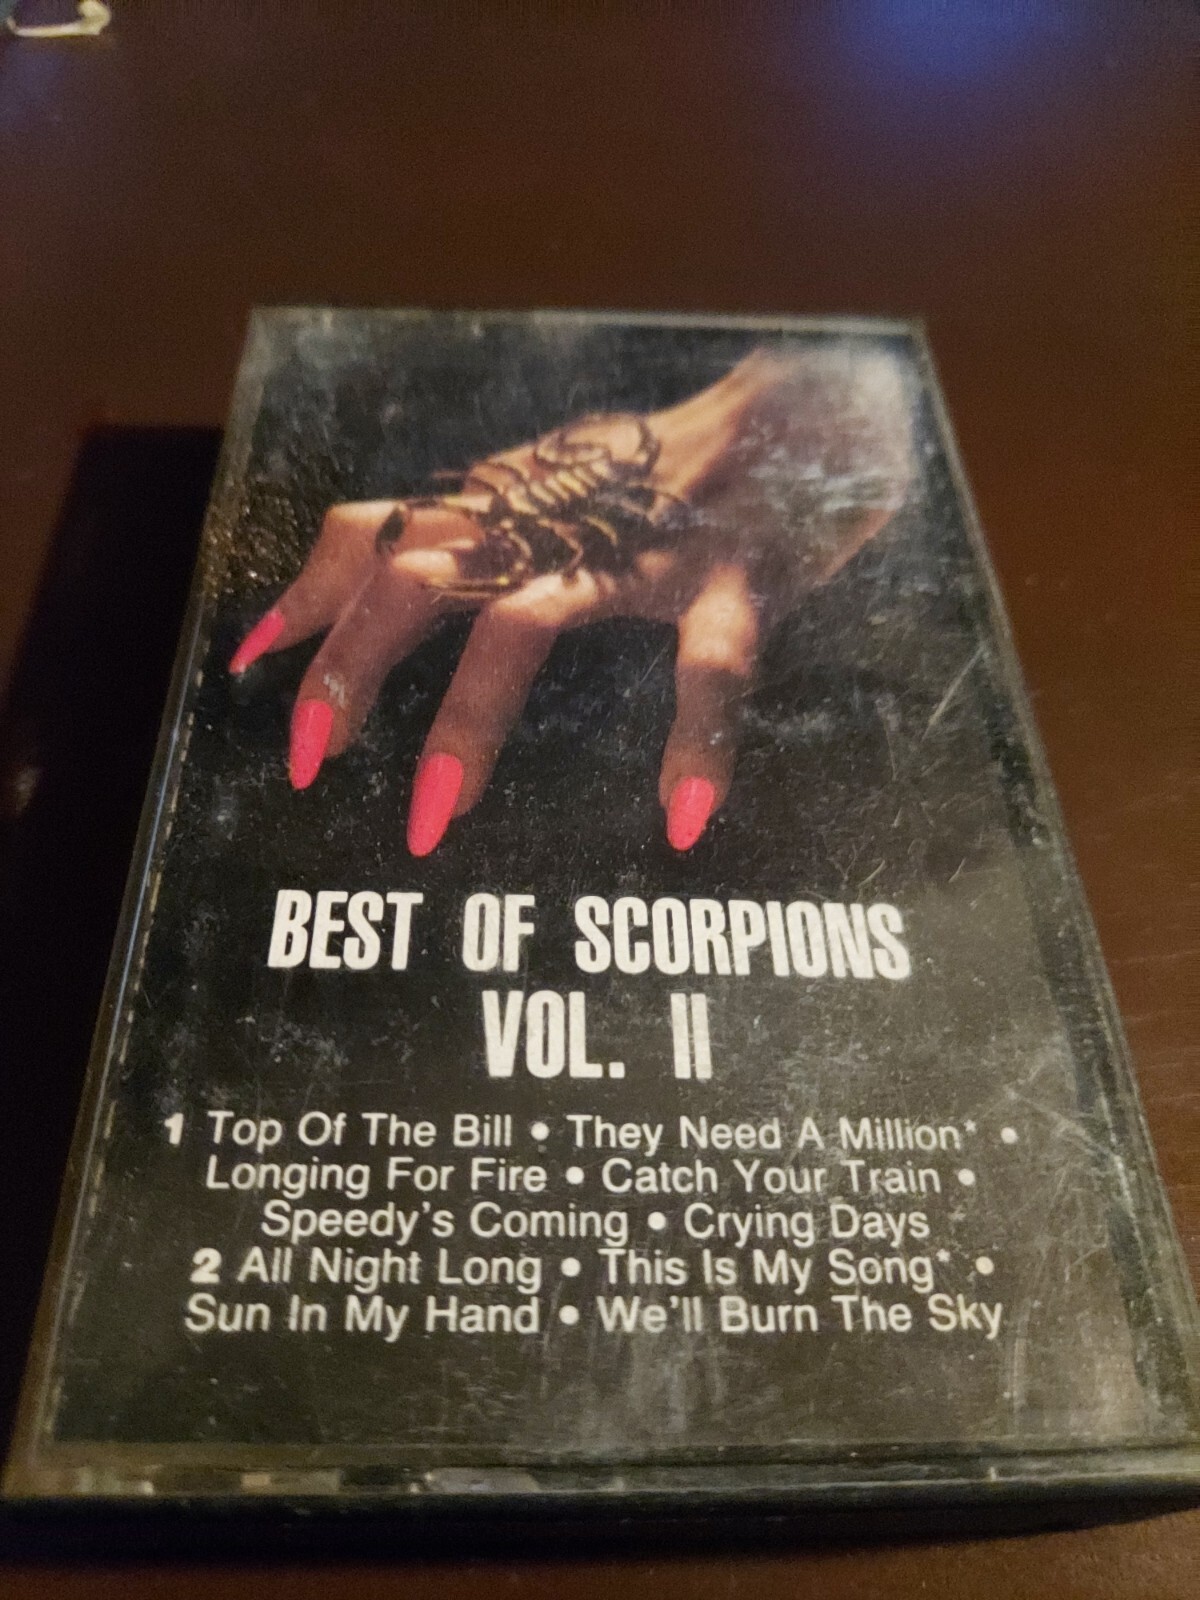 BEST OF SCORPIONS
VOL. II
1 Top Of The Bill • They Need A Million* •
Longing For Fire • Catch Your Train •
Speedy's Coming • Crying Days
2 All Night Long • This Is My Song* •
Sun In My Hand • We'll Burn The Sky